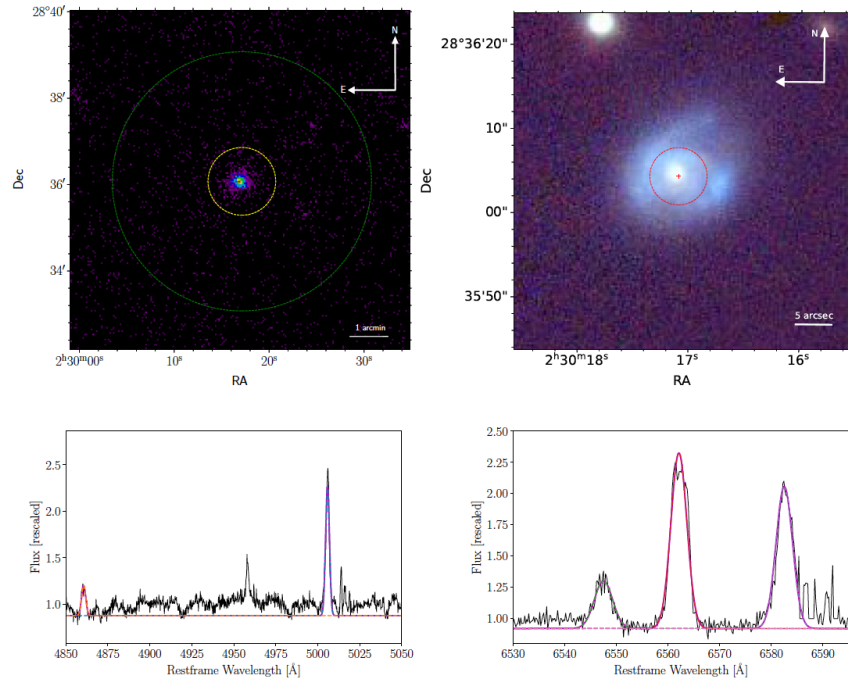 28°40′
38′
36′
34′
Dec
N
E
1 arcmin
2ʰ30ᵐ00ˢ
10ˢ
20ˢ
30ˢ
RA
28°36'20"
10"
00"
35'50"
Dec
N
E
5 arcsec
2ʰ30ᵐ18ˢ
17ˢ
16ˢ
RA
2.5
2.0
1.5
1.0
Flux [rescaled]
4850
4875
4900
4925
4950
4975
5000
5025
5050
Restframe Wavelength [Å]
2.50
2.25
2.00
1.75
1.50
1.25
1.00
Flux [rescaled]
6530
6540
6550
6560
6570
6580
6590
Restframe Wavelength [Å]